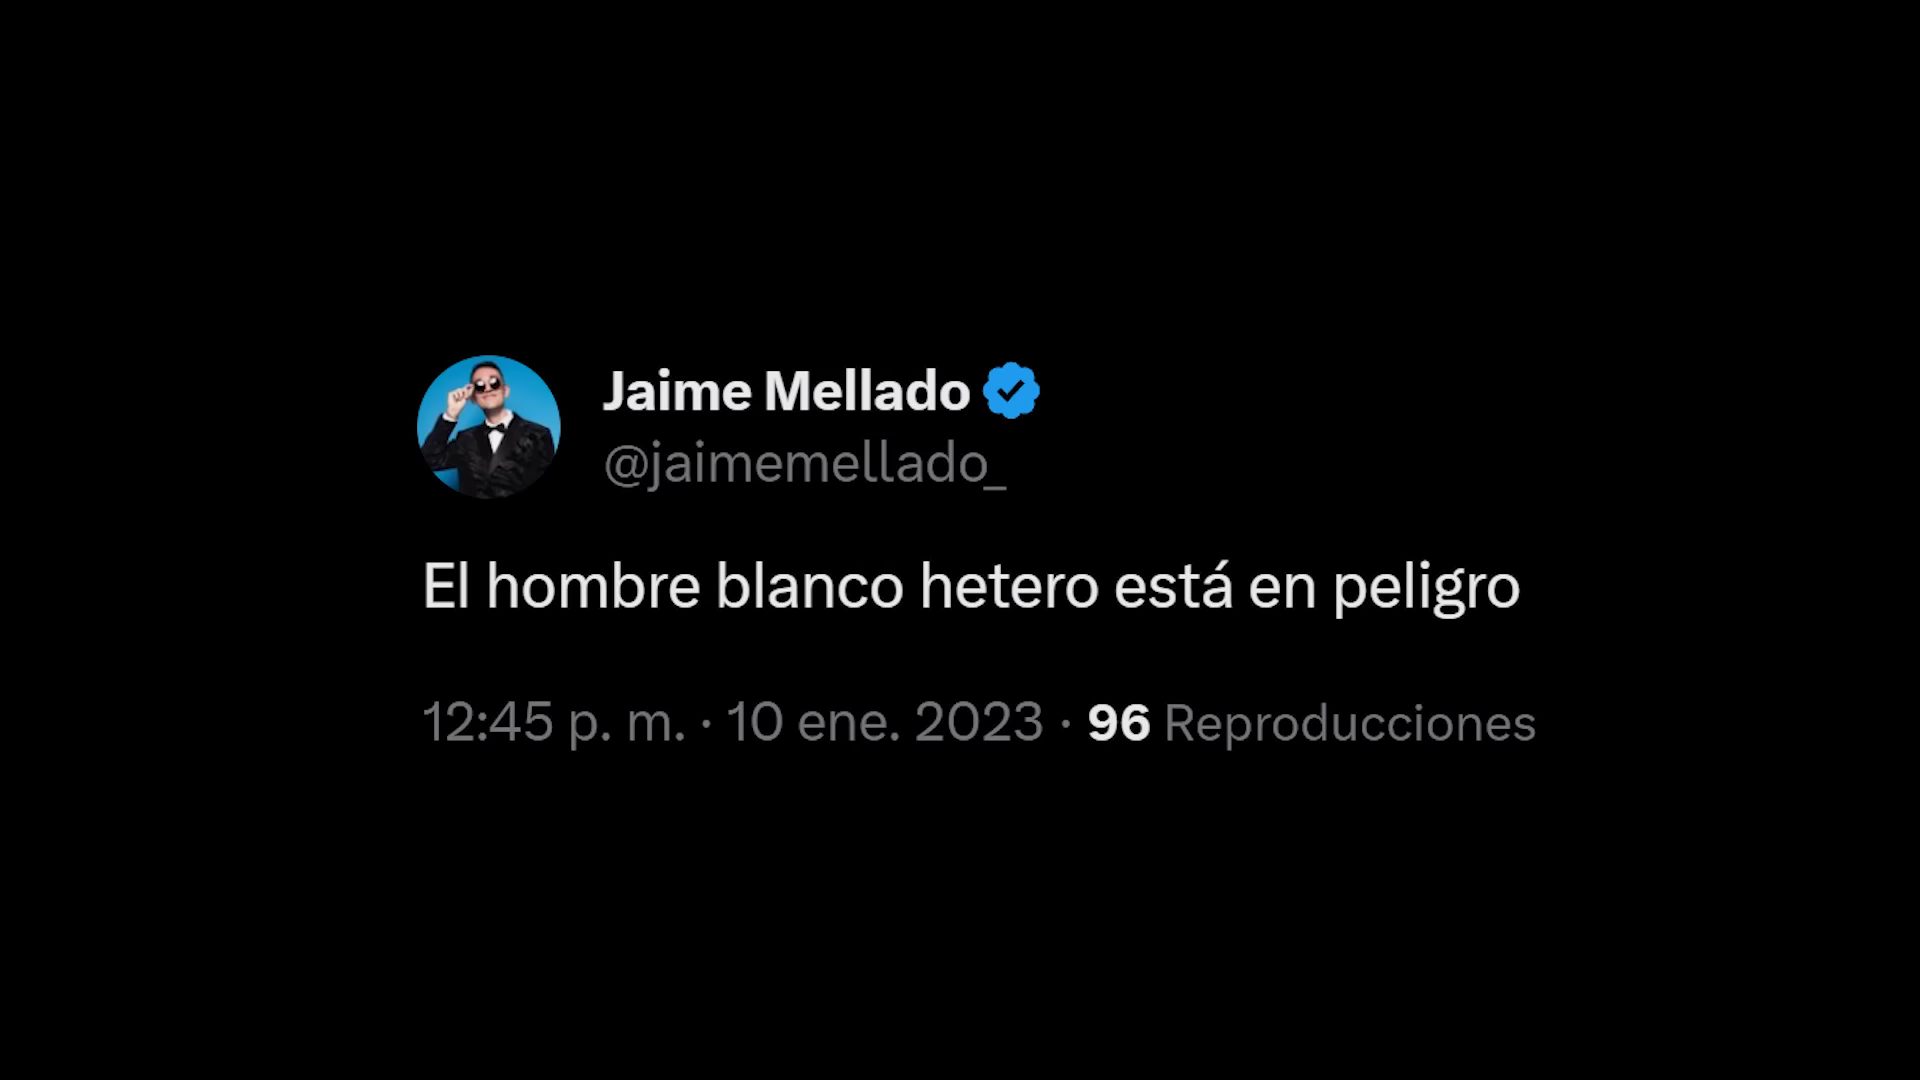 Jaime Mellado
@jaimemellado_
El hombre blanco hetero está en peligro
12:45 p. m. · 10 ene. 2023 · 96 Reproducciones